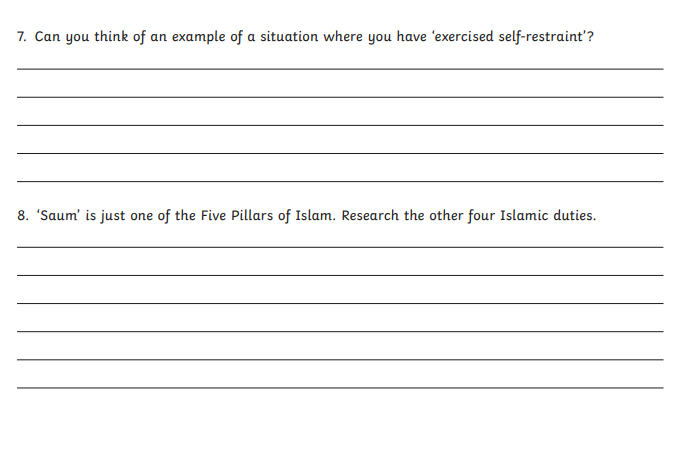 7. Can you think of an example of a situation where you have ‘exercised self-restraint’?
8. ‘Saum’ is just one of the Five Pillars of Islam. Research the other four Islamic duties.